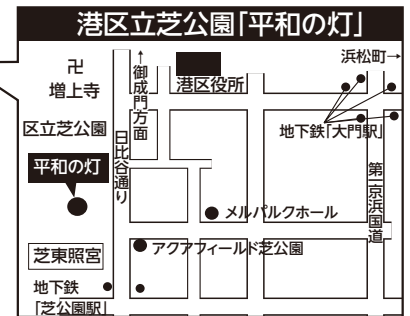 港区立芝公園「平和の灯」
浜松町→
卍
増上寺
←御成門方面
港区役所
区立芝公園
日比谷通り
地下鉄「大門駅」
平和の灯
第一京浜国道
メルパルクホール
芝東照宮
アクアフィールド芝公園
地下鉄
「芝公園駅」